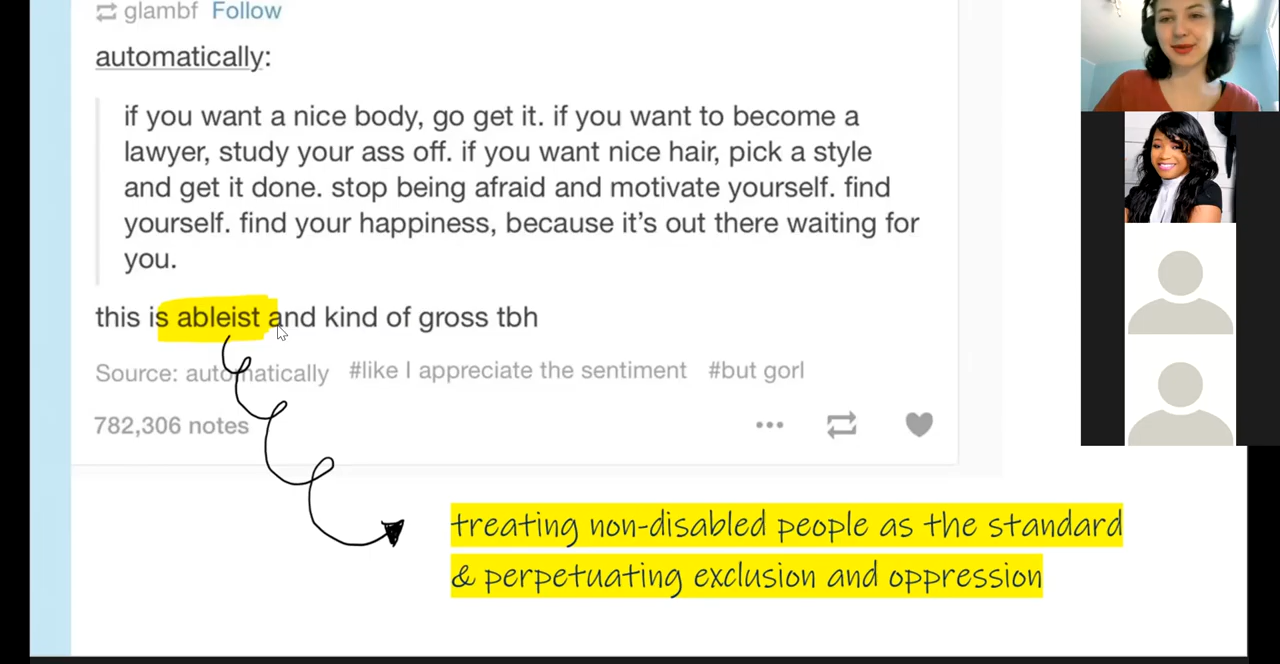 glambf Follow
automatically:
if you want a nice body, go get it. if you want to become a
lawyer, study your ass off. if you want nice hair, pick a style
and get it done. stop being afraid and motivate yourself. find
yourself. find your happiness, because it's out there waiting for
you.
this is ableist and kind of gross tbh
Source: automatically #like I appreciate the sentiment #but gorl
782,306 notes
treating non-disabled people as the standard
& perpetuating exclusion and oppression